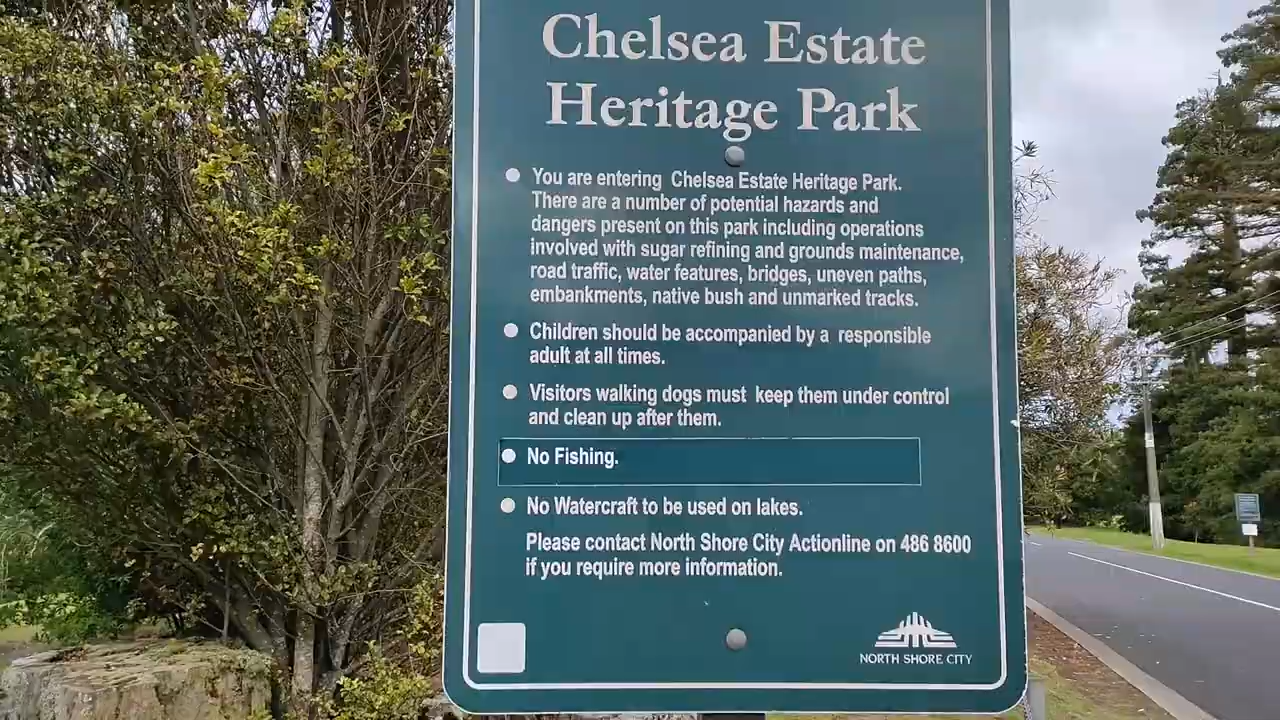 Chelsea Estate
Heritage Park
● You are entering Chelsea Estate Heritage Park.
There are a number of potential hazards and
dangers present on this park including operations
involved with sugar refining and grounds maintenance,
road traffic, water features, bridges, uneven paths,
embankments, native bush and unmarked tracks.
● Children should be accompanied by a responsible
adult at all times.
● Visitors walking dogs must keep them under control
and clean up after them.
● No Fishing.
● No Watercraft to be used on lakes.
Please contact North Shore City Actionline on 486 8600
if you require more information.
NORTH SHORE CITY